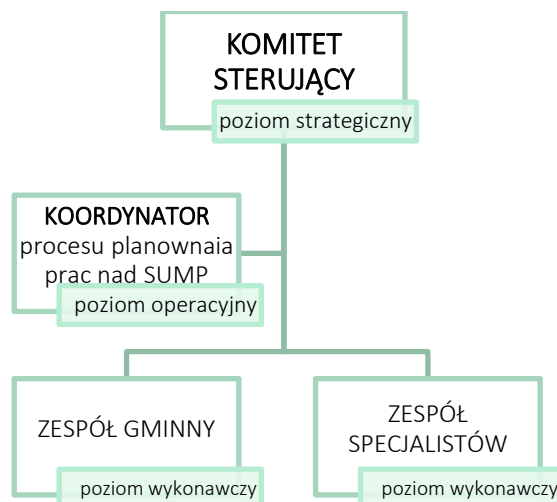 KOMITET
STERUJĄCY
poziom strategiczny
KOORDYNATOR
procesu planownaia
prac nad SUMP
poziom operacyjny
ZESPÓŁ GMINNY
poziom wykonawczy
ZESPÓŁ
SPECJALISTÓW
poziom wykonawczy